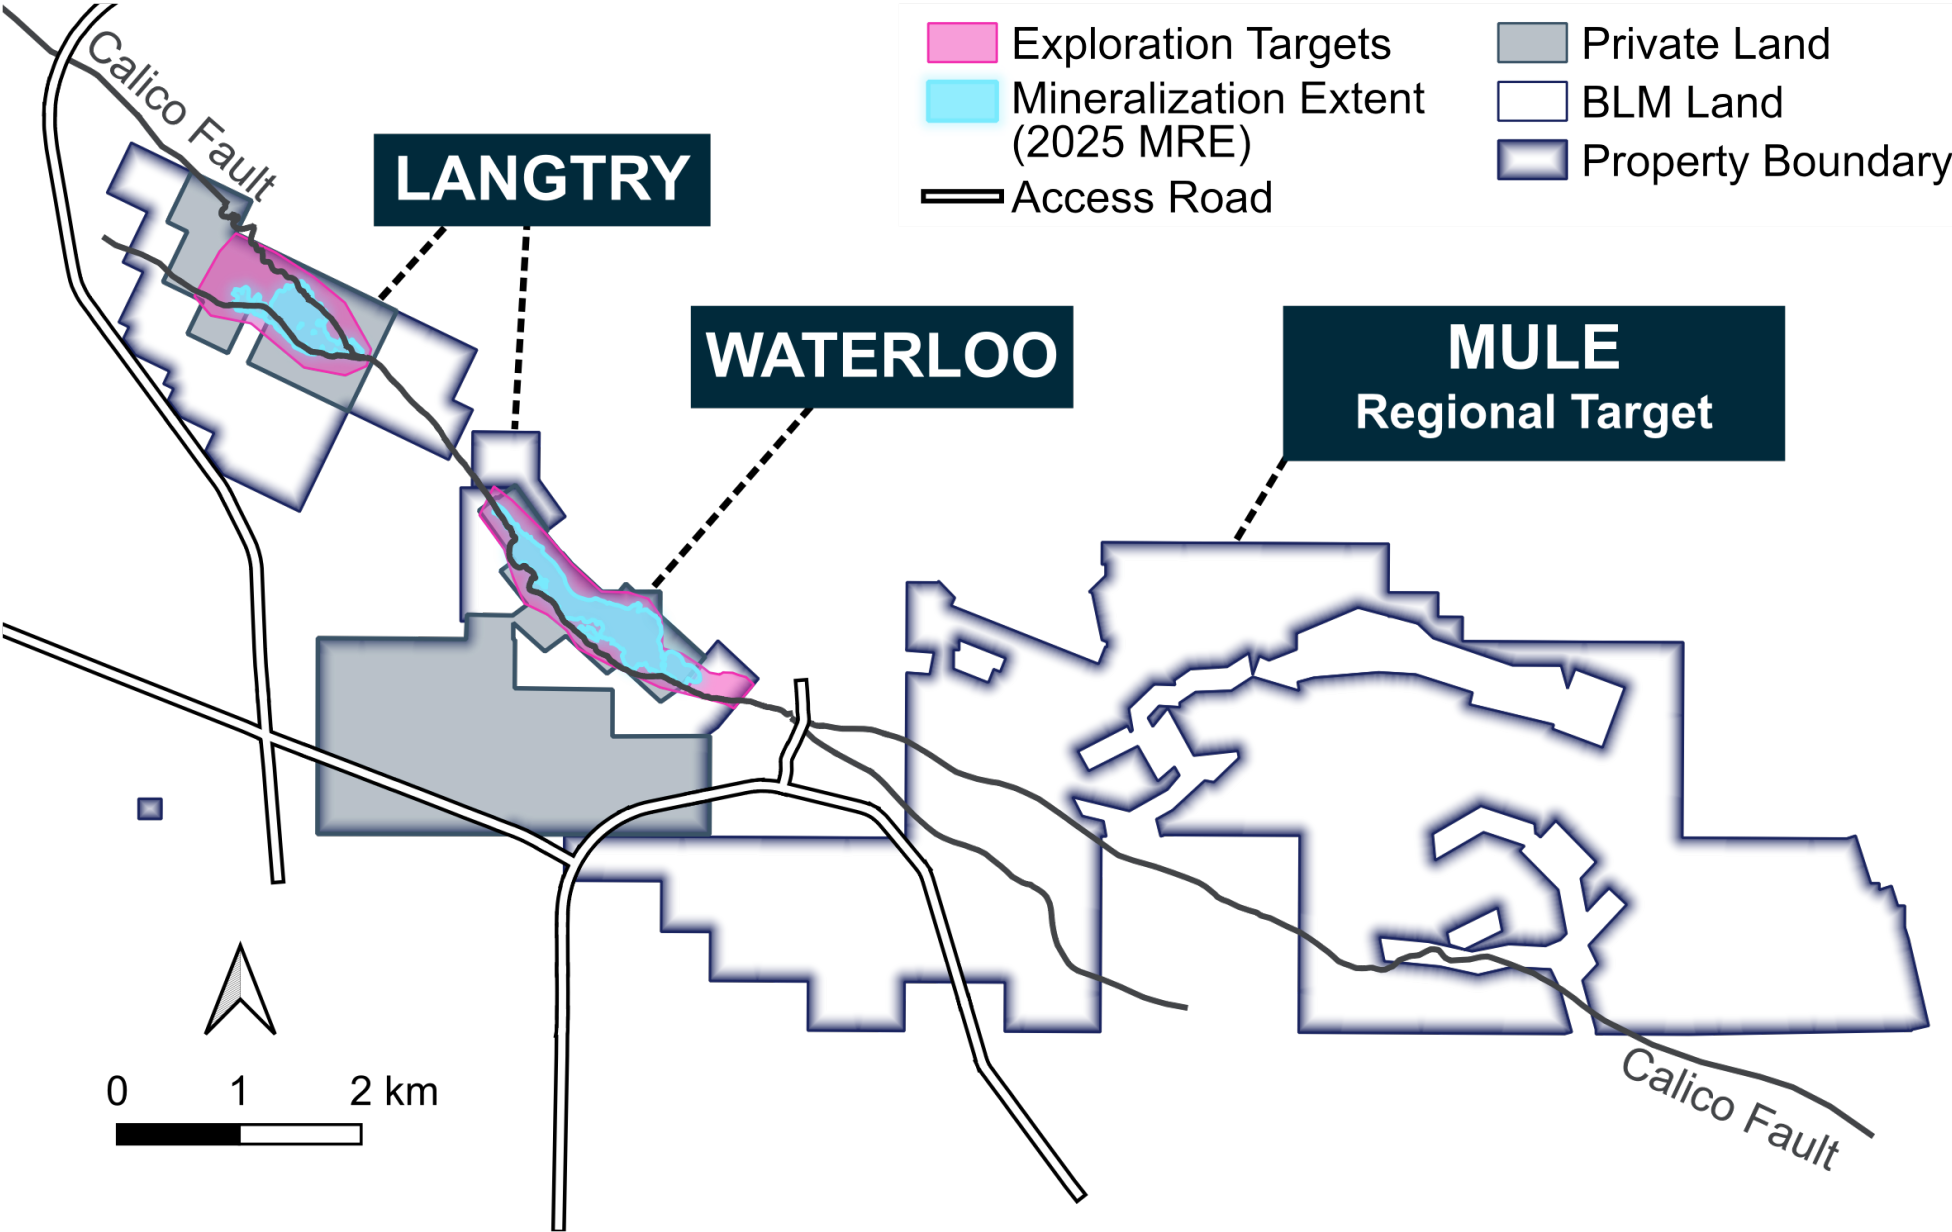 Exploration Targets
Mineralization Extent
(2025 MRE)
Access Road
Private Land
BLM Land
Property Boundary
Calico Fault
LANGTRY
WATERLOO
MULE
Regional Target
Calico Fault
0 1 2 km